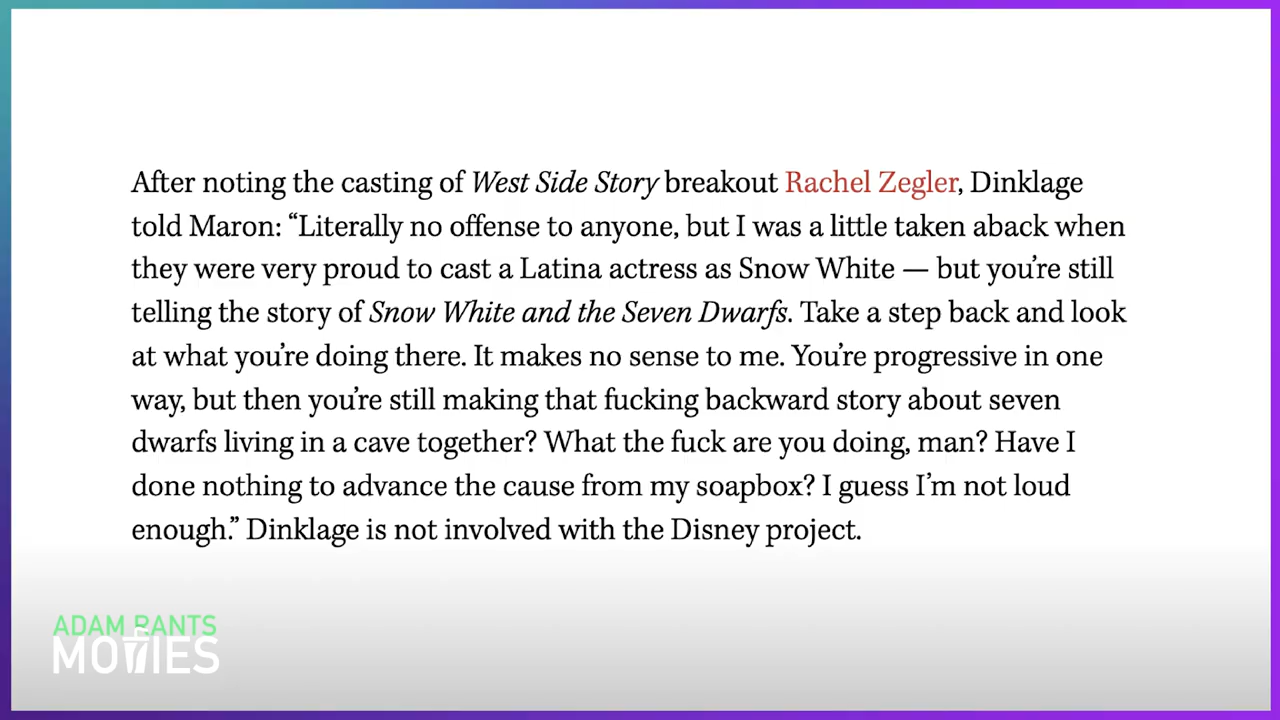 After noting the casting of West Side Story breakout Rachel Zegler, Dinklage
told Maron: “Literally no offense to anyone, but I was a little taken aback when
they were very proud to cast a Latina actress as Snow White — but you’re still
telling the story of Snow White and the Seven Dwarfs. Take a step back and look
at what you’re doing there. It makes no sense to me. You’re progressive in one
way, but then you’re still making that fucking backward story about seven
dwarfs living in a cave together? What the fuck are you doing, man? Have I
done nothing to advance the cause from my soapbox? I guess I’m not loud
enough.” Dinklage is not involved with the Disney project.
ADAM RANTS
MOVIES